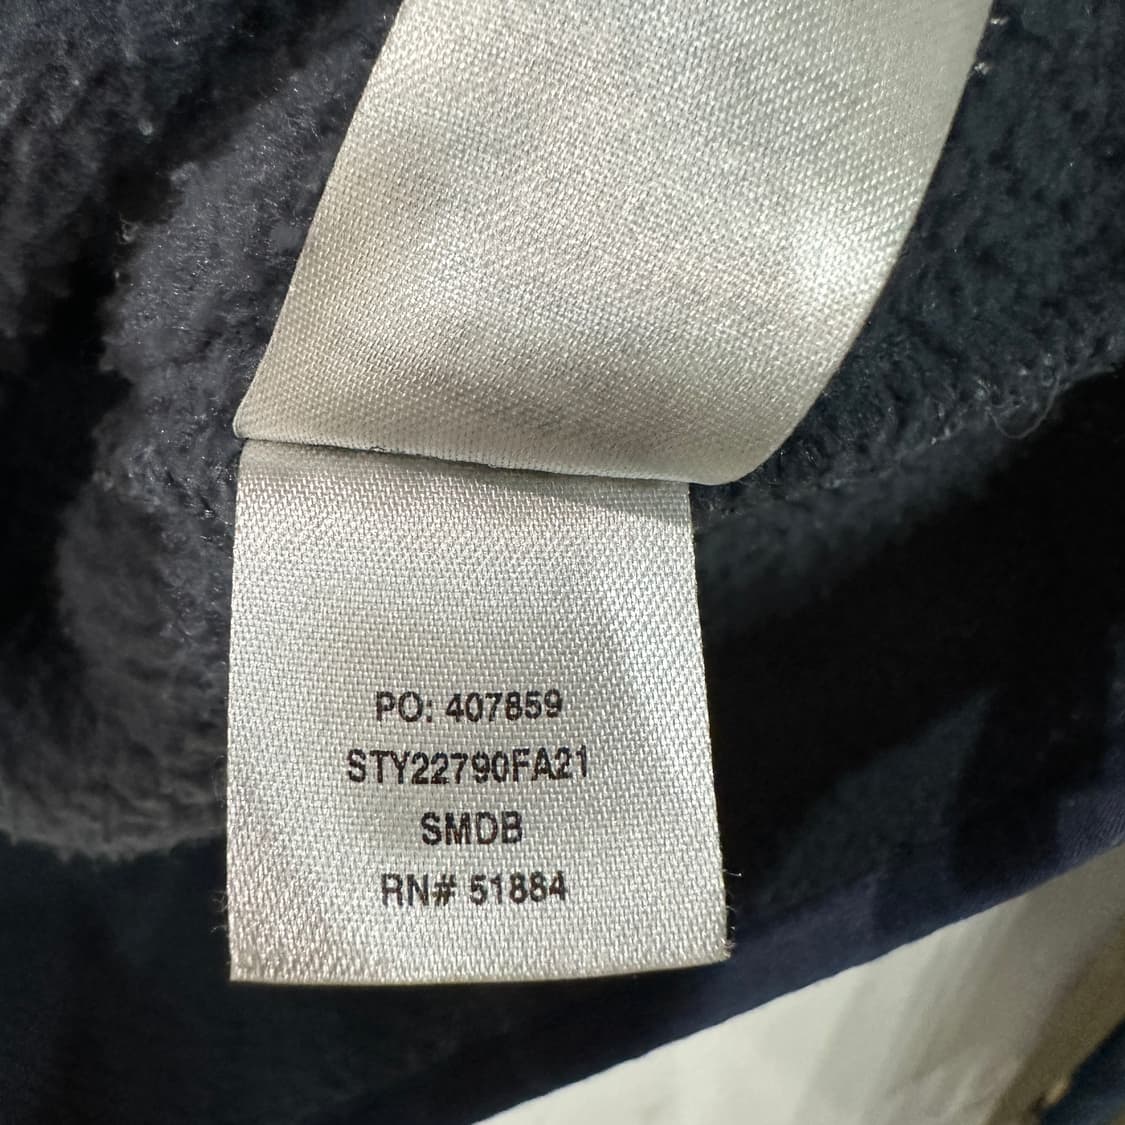 PO: 407859
STY22790FA21
SMDB
RN# 51884